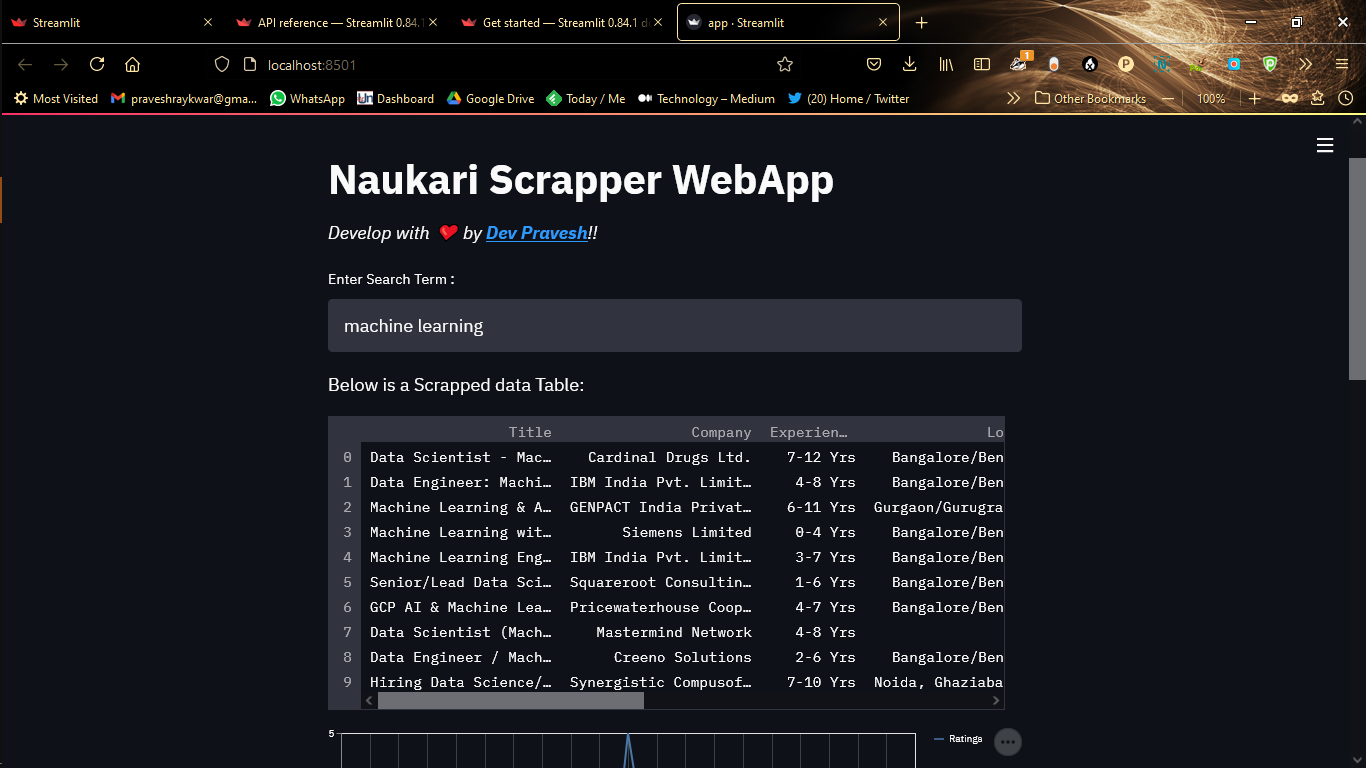 Streamlit
API reference — Streamlit 0.84.1
Get started — Streamlit 0.84.1 d
app · Streamlit
localhost:8501
1
Most Visited
praveshraykwar@gma...
WhatsApp
Dashboard
Google Drive
Today / Me
Technology – Medium
(20) Home / Twitter
Other Bookmarks
100%
Naukari Scrapper WebApp
Develop with ❤ by Dev Pravesh!!
Enter Search Term :
machine learning
Below is a Scrapped data Table:
Title Company Experien… Lo
0 Data Scientist - Mac… Cardinal Drugs Ltd. 7-12 Yrs Bangalore/Ben
1 Data Engineer: Machi… IBM India Pvt. Limit… 4-8 Yrs Bangalore/Ben
2 Machine Learning & A… GENPACT India Privat… 6-11 Yrs Gurgaon/Gurugra
3 Machine Learning wit… Siemens Limited 0-4 Yrs Bangalore/Ben
4 Machine Learning Eng… IBM India Pvt. Limit… 3-7 Yrs Bangalore/Ben
5 Senior/Lead Data Sci… Squareroot Consultin… 1-6 Yrs Bangalore/Ben
6 GCP AI & Machine Lea… Pricewaterhouse Coop… 4-7 Yrs Bangalore/Ben
7 Data Scientist (Mach… Mastermind Network 4-8 Yrs
8 Data Engineer / Mach… Creeno Solutions 2-6 Yrs Bangalore/Ben
9 Hiring Data Science/… Synergistic Compusof… 7-10 Yrs Noida, Ghaziaba
5
Ratings